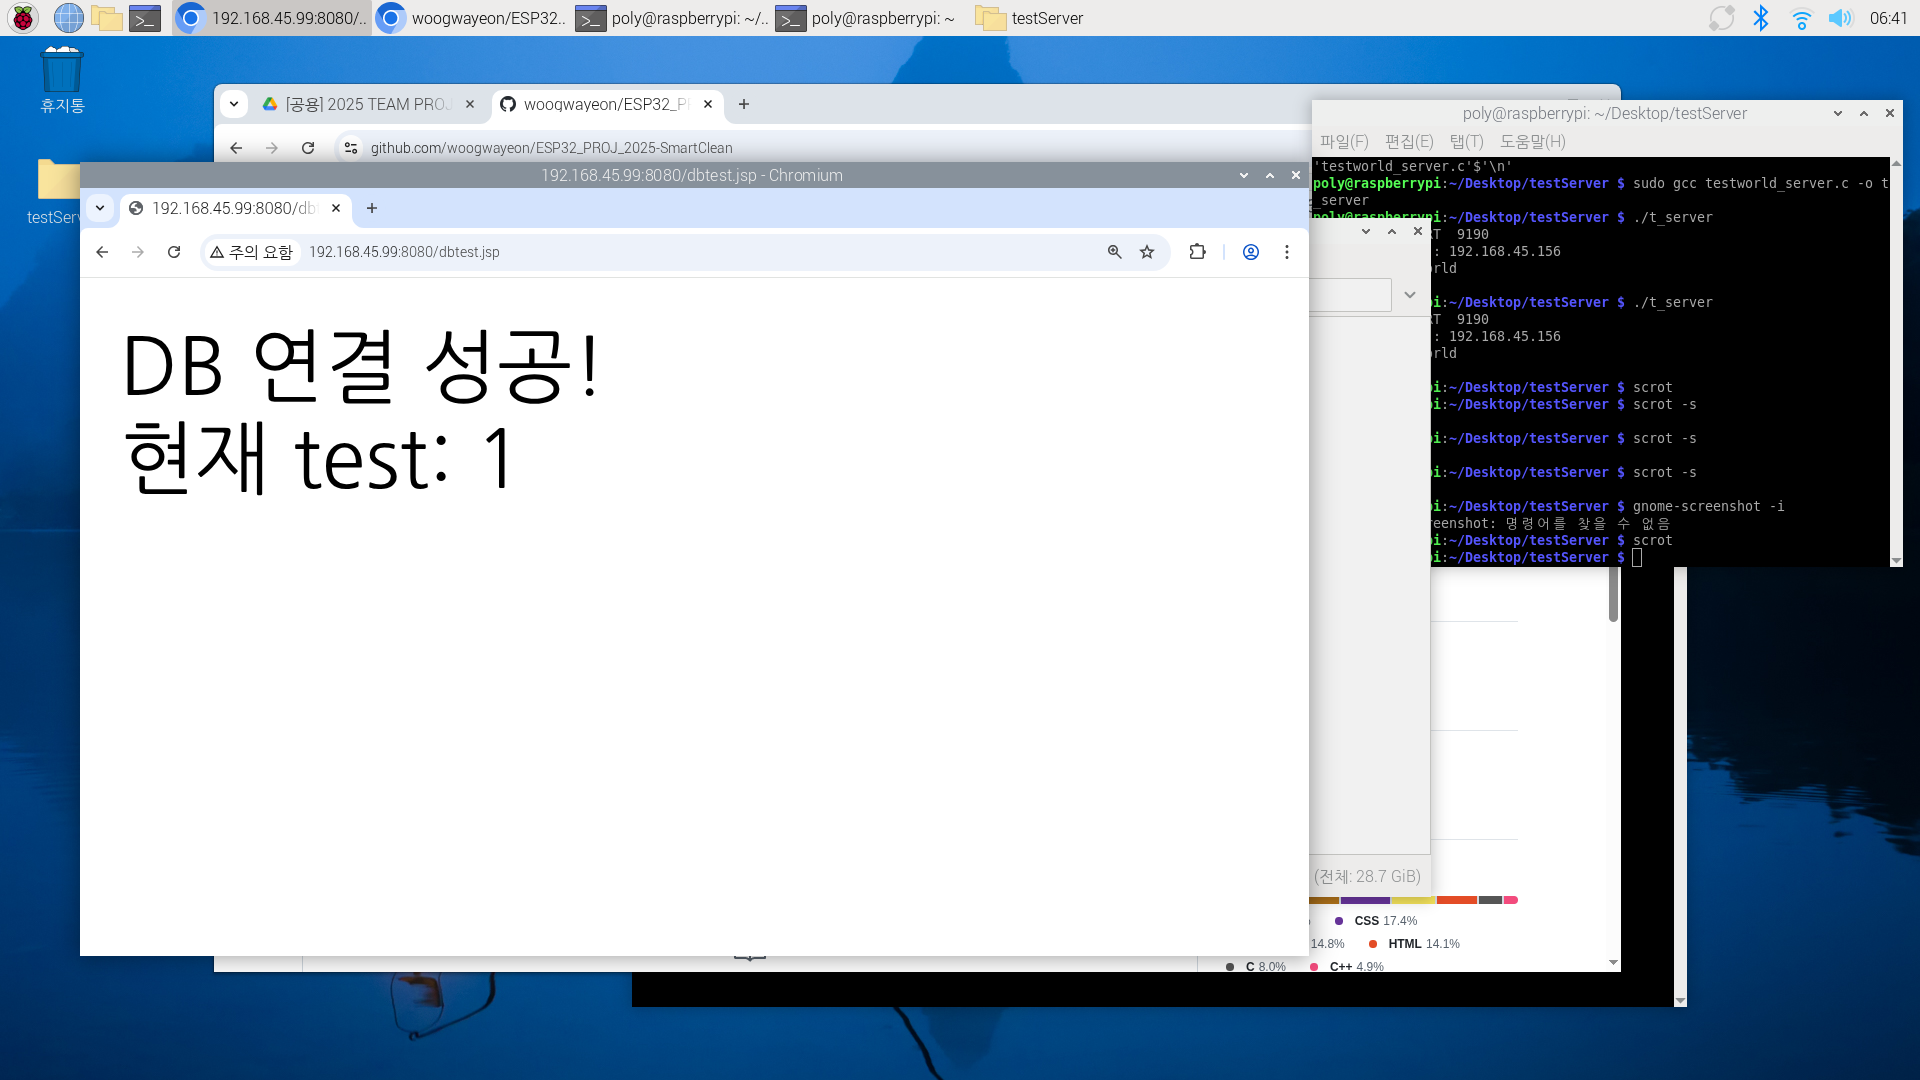 192.168.45.99:8080/..
woogwayeon/ESP32..
poly@raspberrypi: ~/..
poly@raspberrypi: ~
testServer
06:41
휴지통
testSer
[공용] 2025 TEAM PROJ
woogwayeon/ESP32_P
github.com/woogwayeon/ESP32_PROJ_2025-SmartClean
192.168.45.99:8080/dbtest.jsp - Chromium
192.168.45.99:8080/db
주의 요함
192.168.45.99:8080/dbtest.jsp
DB 연결 성공!
현재 test: 1
poly@raspberrypi: ~/Desktop/testServer
파일(F) 편집(E) 탭(T) 도움말(H)
'testworld_server.c'$'\n'
poly@raspberrypi:~/Desktop/testServer $ sudo gcc testworld_server.c -o t
_server
poly@raspberrypi:~/Desktop/testServer $ ./t_server
RT 9190
: 192.168.45.156
rld
i:~/Desktop/testServer $ ./t_server
RT 9190
: 192.168.45.156
rld
i:~/Desktop/testServer $ scrot
i:~/Desktop/testServer $ scrot -s
i:~/Desktop/testServer $ scrot -s
i:~/Desktop/testServer $ scrot -s
i:~/Desktop/testServer $ gnome-screenshot -i
reenshot: 명령어를 찾을 수 없음
i:~/Desktop/testServer $ scrot
i:~/Desktop/testServer $
(전체: 28.7 GiB)
CSS 17.4%
14.8% HTML 14.1%
C 8.0% C++ 4.9%